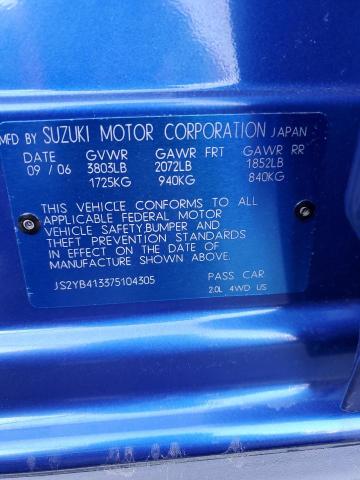 MFD BY SUZUKI MOTOR CORPORATION JAPAN
DATE GVWR GAWR FRT GAWR RR
09 / 06 3803LB 2072LB 1852LB
1725KG 940KG 840KG
THIS VEHICLE CONFORMS TO ALL
APPLICABLE FEDERAL MOTOR
VEHICLE SAFETY,BUMPER AND
THEFT PREVENTION STANDARDS
IN EFFECT ON THE DATE OF
MANUFACTURE SHOWN ABOVE.
JS2YB413375104305 PASS CAR
2.0L 4WD US